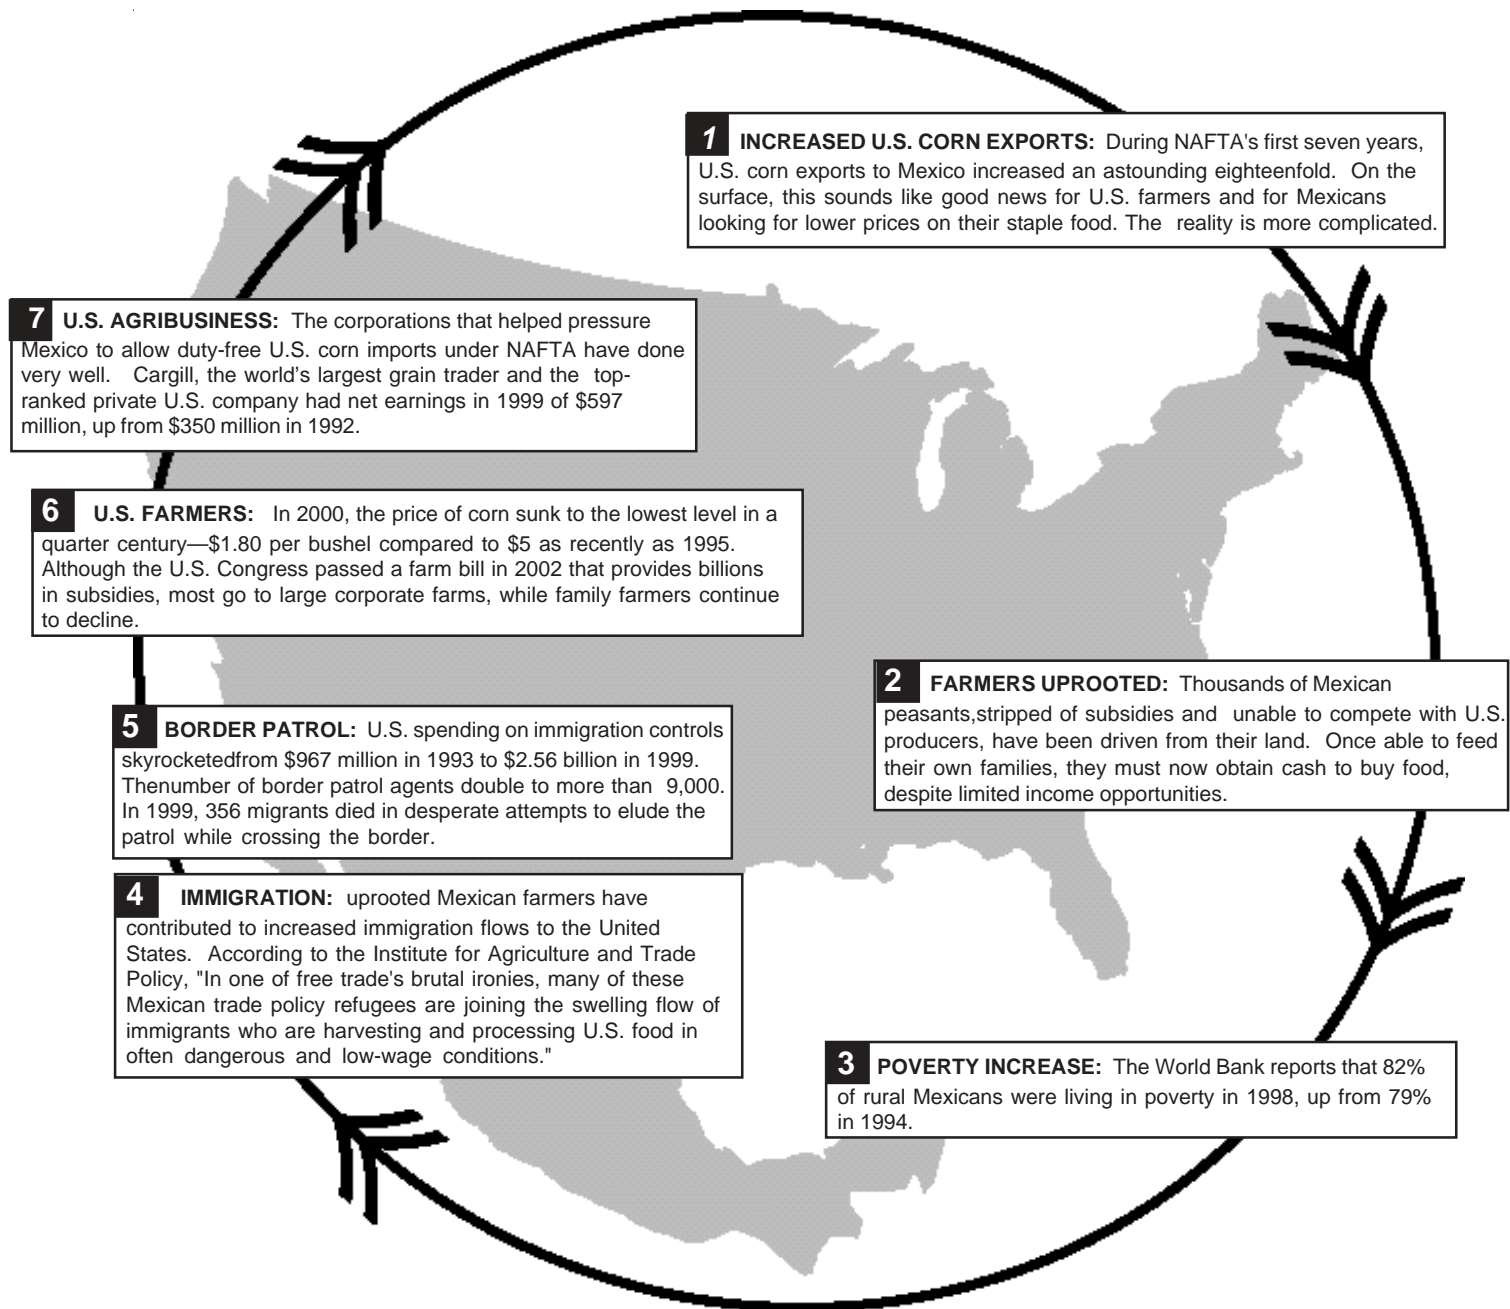 1 INCREASED U.S. CORN EXPORTS: During NAFTA's first seven years,
U.S. corn exports to Mexico increased an astounding eighteenfold. On the
surface, this sounds like good news for U.S. farmers and for Mexicans
looking for lower prices on their staple food. The reality is more complicated.
2 FARMERS UPROOTED: Thousands of Mexican
peasants,stripped of subsidies and unable to compete with U.S.
producers, have been driven from their land. Once able to feed
their own families, they must now obtain cash to buy food,
despite limited income opportunities.
3 POVERTY INCREASE: The World Bank reports that 82%
of rural Mexicans were living in poverty in 1998, up from 79%
in 1994.
4 IMMIGRATION: uprooted Mexican farmers have
contributed to increased immigration flows to the United
States. According to the Institute for Agriculture and Trade
Policy, "In one of free trade's brutal ironies, many of these
Mexican trade policy refugees are joining the swelling flow of
immigrants who are harvesting and processing U.S. food in
often dangerous and low-wage conditions."
5 BORDER PATROL: U.S. spending on immigration controls
skyrocketedfrom $967 million in 1993 to $2.56 billion in 1999.
Thenumber of border patrol agents double to more than 9,000.
In 1999, 356 migrants died in desperate attempts to elude the
patrol while crossing the border.
6 U.S. FARMERS: In 2000, the price of corn sunk to the lowest level in a
quarter century—$1.80 per bushel compared to $5 as recently as 1995.
Although the U.S. Congress passed a farm bill in 2002 that provides billions
in subsidies, most go to large corporate farms, while family farmers continue
to decline.
7 U.S. AGRIBUSINESS: The corporations that helped pressure
Mexico to allow duty-free U.S. corn imports under NAFTA have done
very well. Cargill, the world’s largest grain trader and the top-
ranked private U.S. company had net earnings in 1999 of $597
million, up from $350 million in 1992.